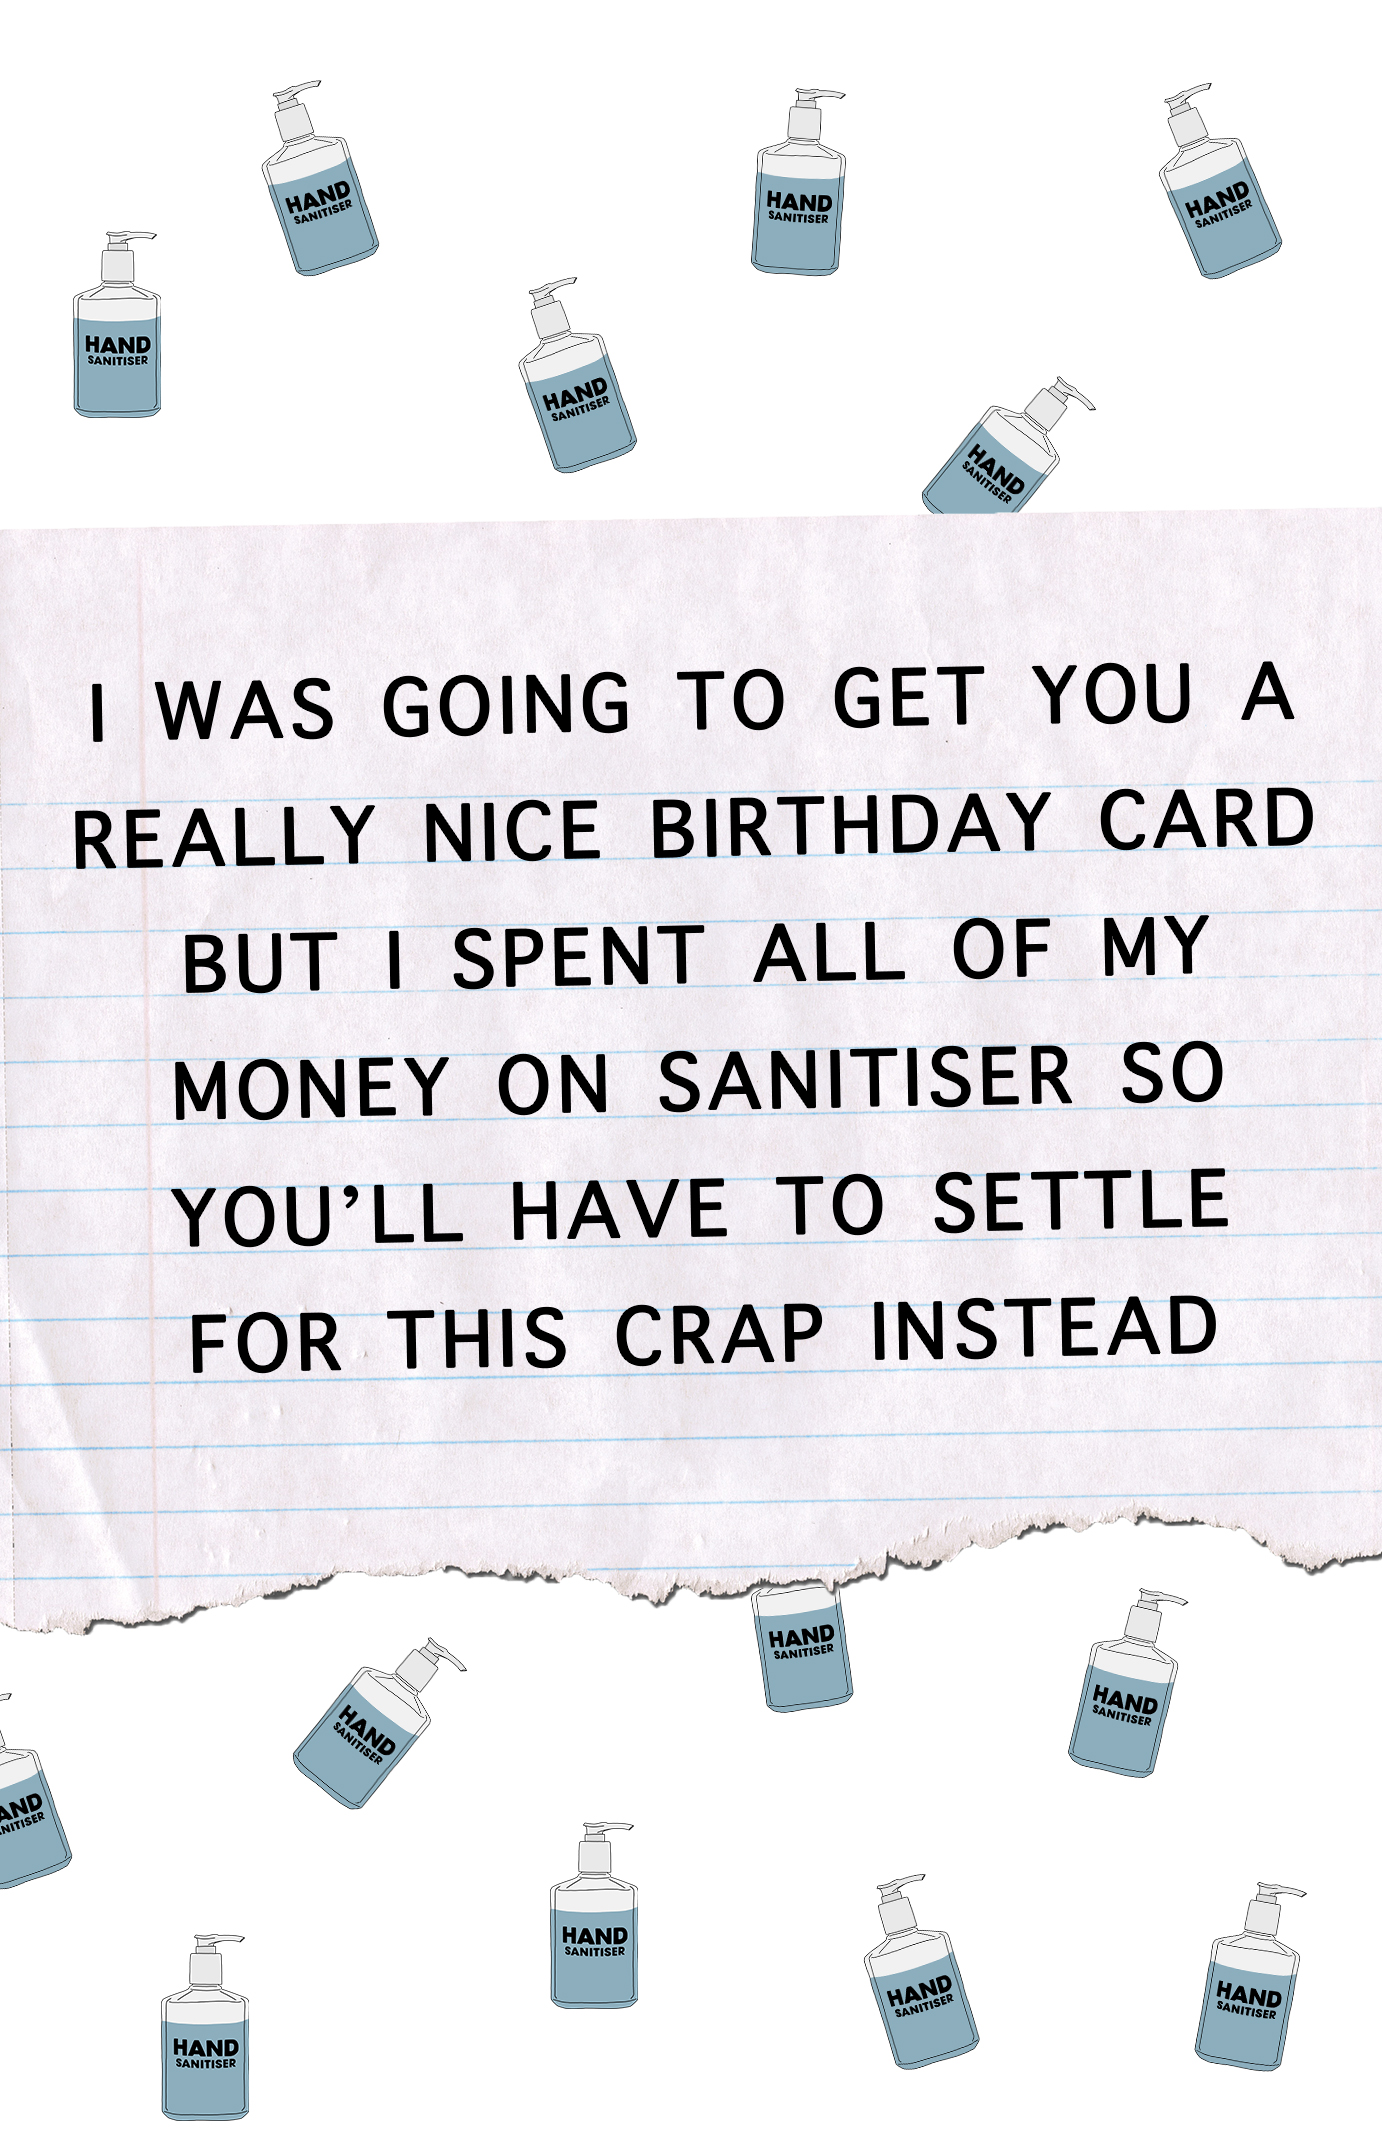 HAND
SANITISER
HAND
SANITISER
HAND
SANITISER
HAND
SANITISER
HAND
SANITISER
HAND
SANITISER
I WAS GOING TO GET YOU A
REALLY NICE BIRTHDAY CARD
BUT I SPENT ALL OF MY
MONEY ON SANITISER SO
YOU’LL HAVE TO SETTLE
FOR THIS CRAP INSTEAD
HAND
SANITISER
HAND
SANITISER
HAND
SANITISER
AND
NITISER
HAND
SANITISER
HAND
SANITISER
HAND
SANITISER
HAND
SANITISER